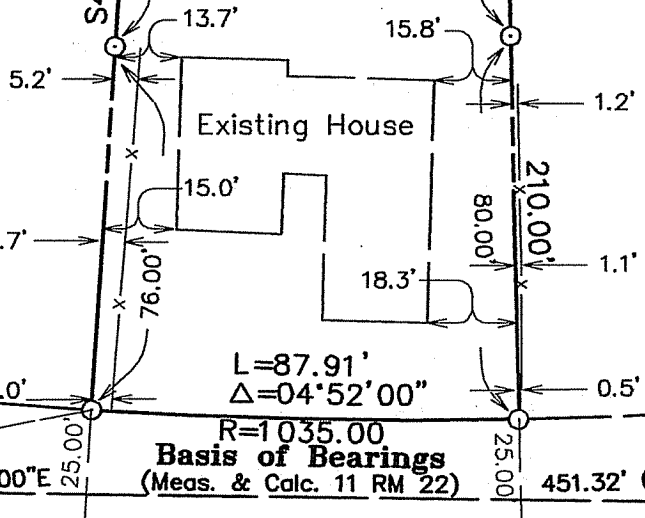 13.7'
15.8'
5.2'
1.2'
Existing House
210.00'
15.0'
80.00'
.7'
1.1'
18.3'
76.00'
L=87.91'
Δ=04°52'00"
.0'
0.5'
R=1035.00
25.00'
25.00
Basis of Bearings
00"E
(Meas. & Calc. 11 RM 22)
451.32' (